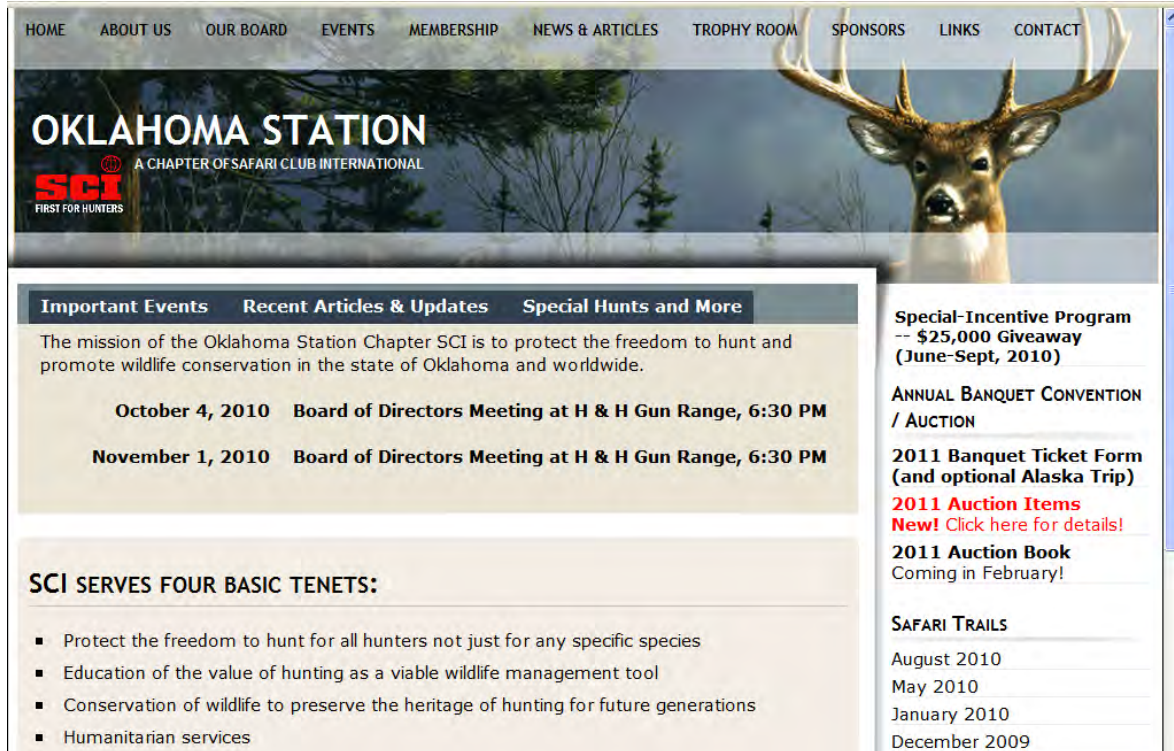 HOME ABOUT US OUR BOARD EVENTS MEMBERSHIP NEWS & ARTICLES TROPHY ROOM SPONSORS LINKS CONTACT
OKLAHOMA STATION
A CHAPTER OF SAFARI CLUB INTERNATIONAL
SCI
FIRST FOR HUNTERS
Important Events Recent Articles & Updates Special Hunts and More
The mission of the Oklahoma Station Chapter SCI is to protect the freedom to hunt and
promote wildlife conservation in the state of Oklahoma and worldwide.
October 4, 2010 Board of Directors Meeting at H & H Gun Range, 6:30 PM
November 1, 2010 Board of Directors Meeting at H & H Gun Range, 6:30 PM
SCI SERVES FOUR BASIC TENETS:
▪ Protect the freedom to hunt for all hunters not just for any specific species
▪ Education of the value of hunting as a viable wildlife management tool
▪ Conservation of wildlife to preserve the heritage of hunting for future generations
▪ Humanitarian services
Special-Incentive Program
-- $25,000 Giveaway
(June-Sept, 2010)
ANNUAL BANQUET CONVENTION
/ AUCTION
2011 Banquet Ticket Form
(and optional Alaska Trip)
2011 Auction Items
New! Click here for details!
2011 Auction Book
Coming in February!
SAFARI TRAILS
August 2010
May 2010
January 2010
December 2009